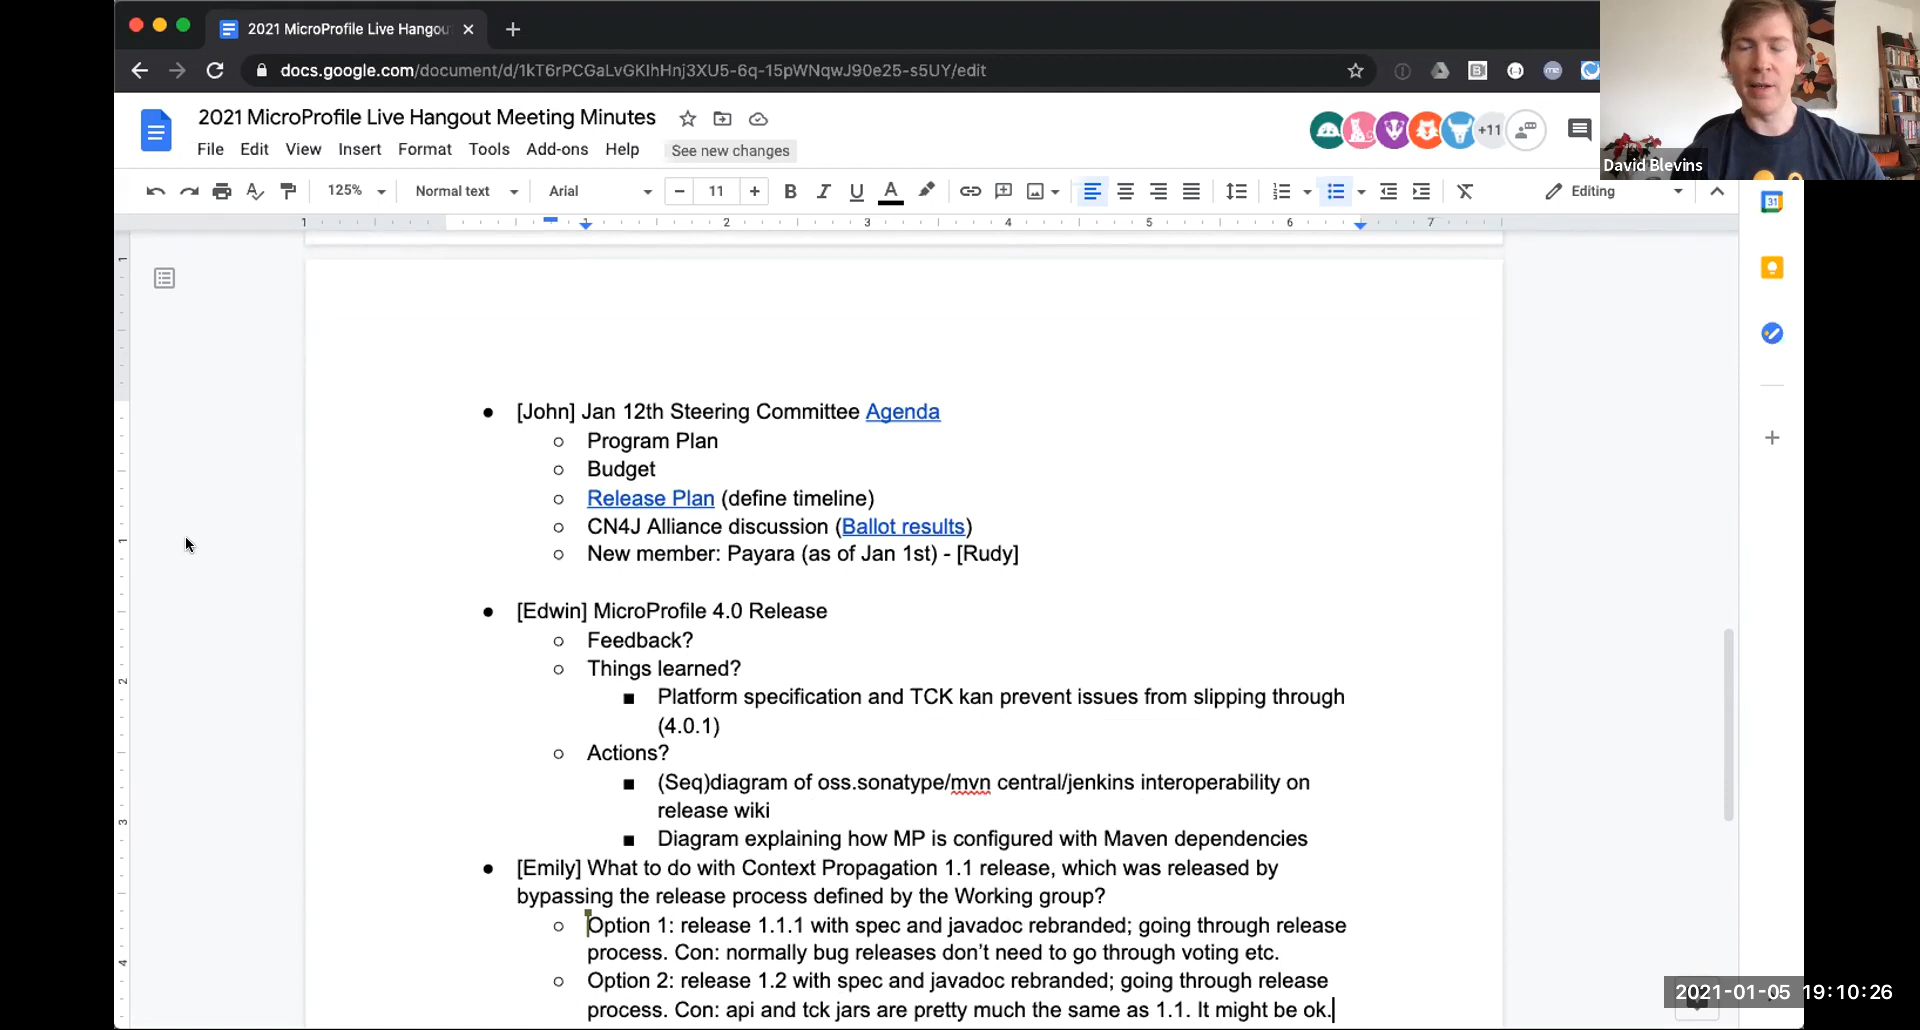 2021 MicroProfile Live Hangou
docs.google.com/document/d/1kT6rPCGaLvGKIhHnj3XU5-6q-15pWNqwJ90e25-s5UY/edit
2021 MicroProfile Live Hangout Meeting Minutes
+11
File Edit View Insert Format Tools Add-ons Help See new changes
David Blevins
125% Normal text Arial 11 B I U A Editing
1 1 2 3 4 5 6 7
31
● [John] Jan 12th Steering Committee Agenda
○ Program Plan
○ Budget
○ Release Plan (define timeline)
○ CN4J Alliance discussion (Ballot results)
○ New member: Payara (as of Jan 1st) - [Rudy]
● [Edwin] MicroProfile 4.0 Release
○ Feedback?
○ Things learned?
■ Platform specification and TCK kan prevent issues from slipping through
(4.0.1)
○ Actions?
■ (Seq)diagram of oss.sonatype/mvn central/jenkins interoperability on
release wiki
■ Diagram explaining how MP is configured with Maven dependencies
● [Emily] What to do with Context Propagation 1.1 release, which was released by
bypassing the release process defined by the Working group?
○ Option 1: release 1.1.1 with spec and javadoc rebranded; going through release
process. Con: normally bug releases don’t need to go through voting etc.
○ Option 2: release 1.2 with spec and javadoc rebranded; going through release
process. Con: api and tck jars are pretty much the same as 1.1. It might be ok.
2021-01-05 19:10:26